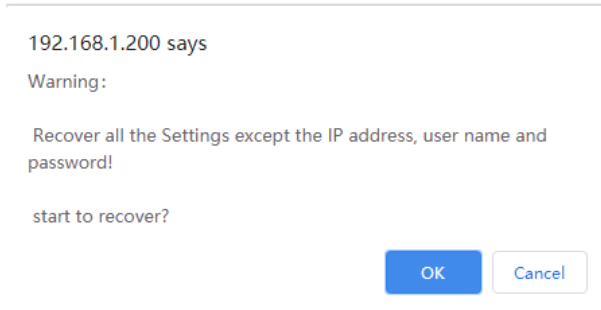 192.168.1.200 says
Warning:
Recover all the Settings except the IP address, user name and
password!
start to recover?
OK
Cancel